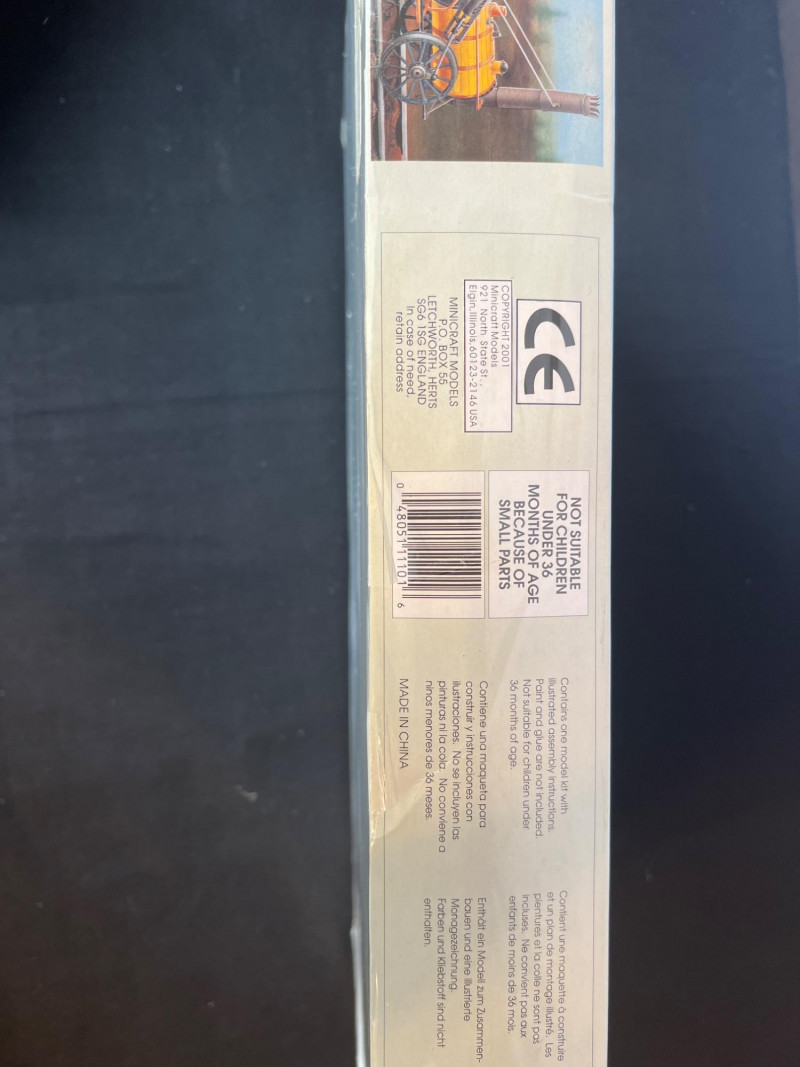 CE
COPYRIGHT 2001
Minicraft Models
921 North State St.,
Elgin, Illinois, 60123-2146 USA
MINICRAFT MODELS
P.O. BOX 55
LETCHWORTH, HERTS
SG6 1SG ENGLAND
In case of need,
retain address
NOT SUITABLE
FOR CHILDREN
UNDER 36
MONTHS OF AGE
BECAUSE OF
SMALL PARTS
0 48051 11101 6
Contains one model kit with
illustrated assembly instructions.
Paint and glue are not included.
Not suitable for children under
36 months of age.
Contiene una maqueta para
construir y instrucciones con
ilustraciones. No se incluyen las
pinturas ni la cola. No conviene a
ninos menores de 36 meses.
MADE IN CHINA
Contient une maquette à construire
et un plan de montage illustré. Les
pientures et la colle ne sont pas
incluses. Ne convient pas aux
enfants de moins de 36 mois.
Enthält ein Modell zum Zusammen-
bauen und eine illustrierte
Monagezeichnung.
Farben und Kliebstoff sind nicht
enthalten.